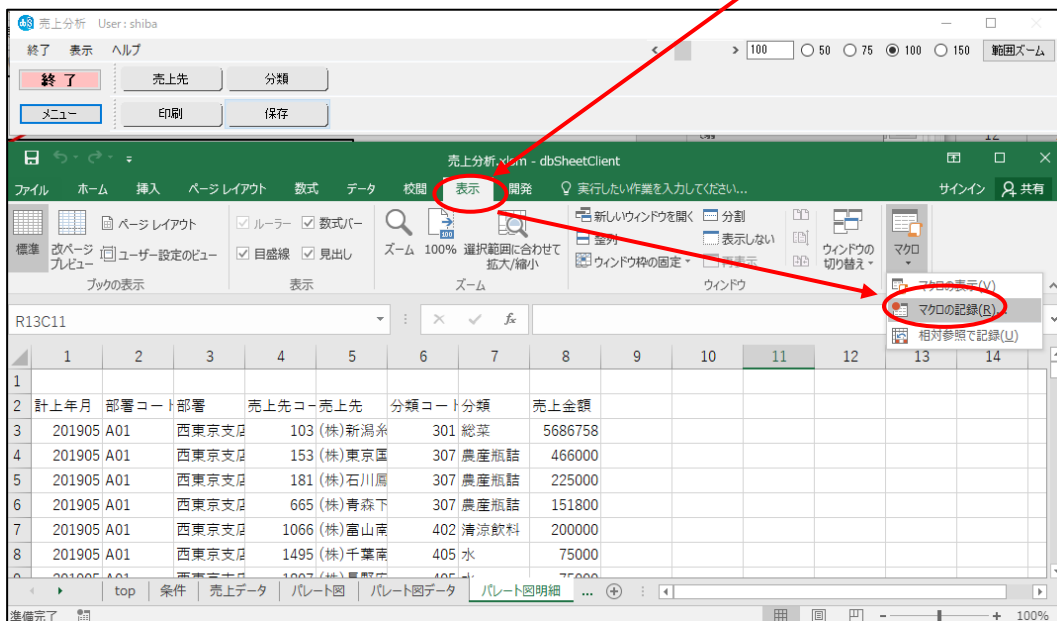 売上分析 User : shiba
終了 表示 ヘルプ 100 50 75 100 150 範囲ズーム
終 了 売上先 分類
メニュー 印刷 保存
売上分析.xlsm - dbSheetClient
ファイル ホーム 挿入 ページ レイアウト 数式 データ 校閲 表示 開発 実行したい作業を入力してください... サインイン 共有
標準 改ページ プレビュー ページ レイアウト ユーザー設定のビュー
ルーラー 数式バー
目盛線 見出し
ズーム 100% 選択範囲に合わせて 拡大/縮小
新しいウィンドウを開く 分割
整列 表示しない
ウィンドウ枠の固定 再表示
ウィンドウの 切り替え マクロ
ブックの表示 表示 ズーム ウィンドウ
マクロの表示(V)
マクロの記録(R)...
相対参照で記録(U)
R13C11 fx
1 2 3 4 5 6 7 8 9 10 11 12 13 14
1
2 計上年月 部署コード 部署 売上先コー 売上先 分類コード 分類 売上金額
3 201905 A01 西東京支店 103 (株)新潟糸 301 総菜 5686758
4 201905 A01 西東京支店 153 (株)東京国 307 農産瓶詰 466000
5 201905 A01 西東京支店 181 (株)石川鳳 307 農産瓶詰 225000
6 201905 A01 西東京支店 665 (株)青森下 307 農産瓶詰 151800
7 201905 A01 西東京支店 1066 (株)富山南 402 清涼飲料 200000
8 201905 A01 西東京支店 1495 (株)千葉南 405 水 75000
top 条件 売上データ パレート図 パレート図データ パレート図明細 ...
準備完了 100%